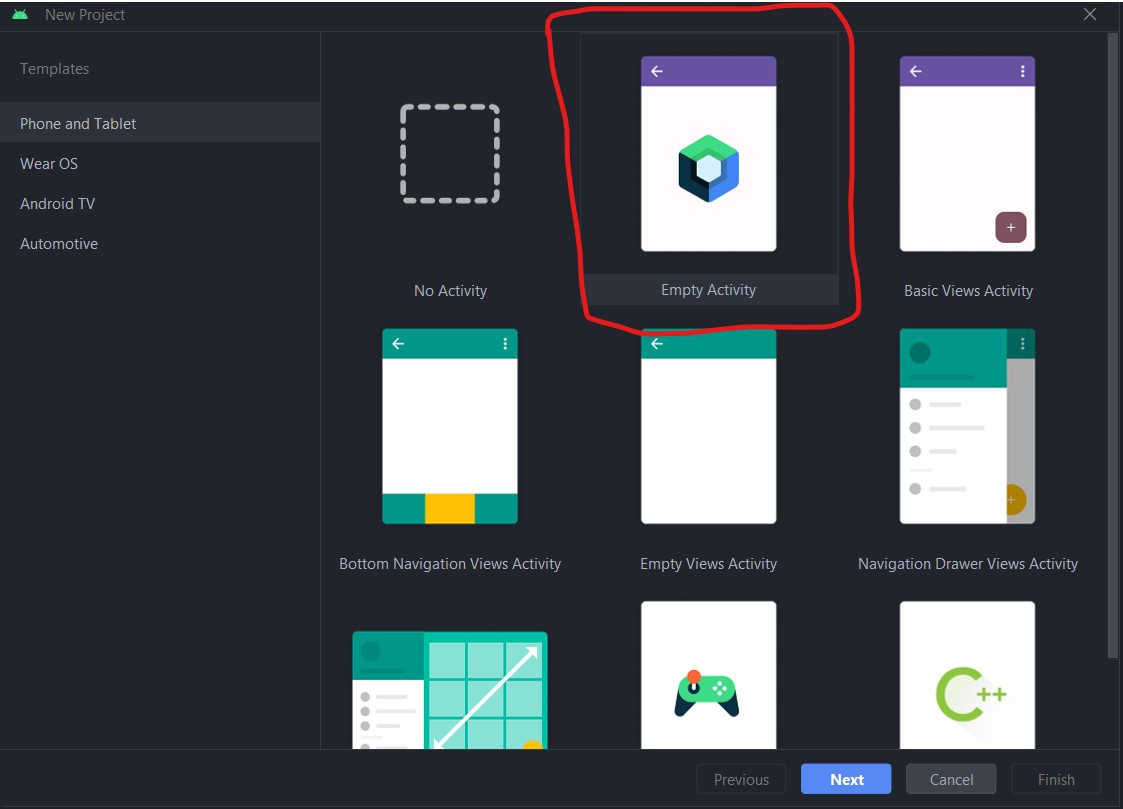 New Project
Templates
Phone and Tablet
Wear OS
Android TV
Automotive
No Activity
Empty Activity
Basic Views Activity
Bottom Navigation Views Activity
Empty Views Activity
Navigation Drawer Views Activity
C++
Previous
Next
Cancel
Finish